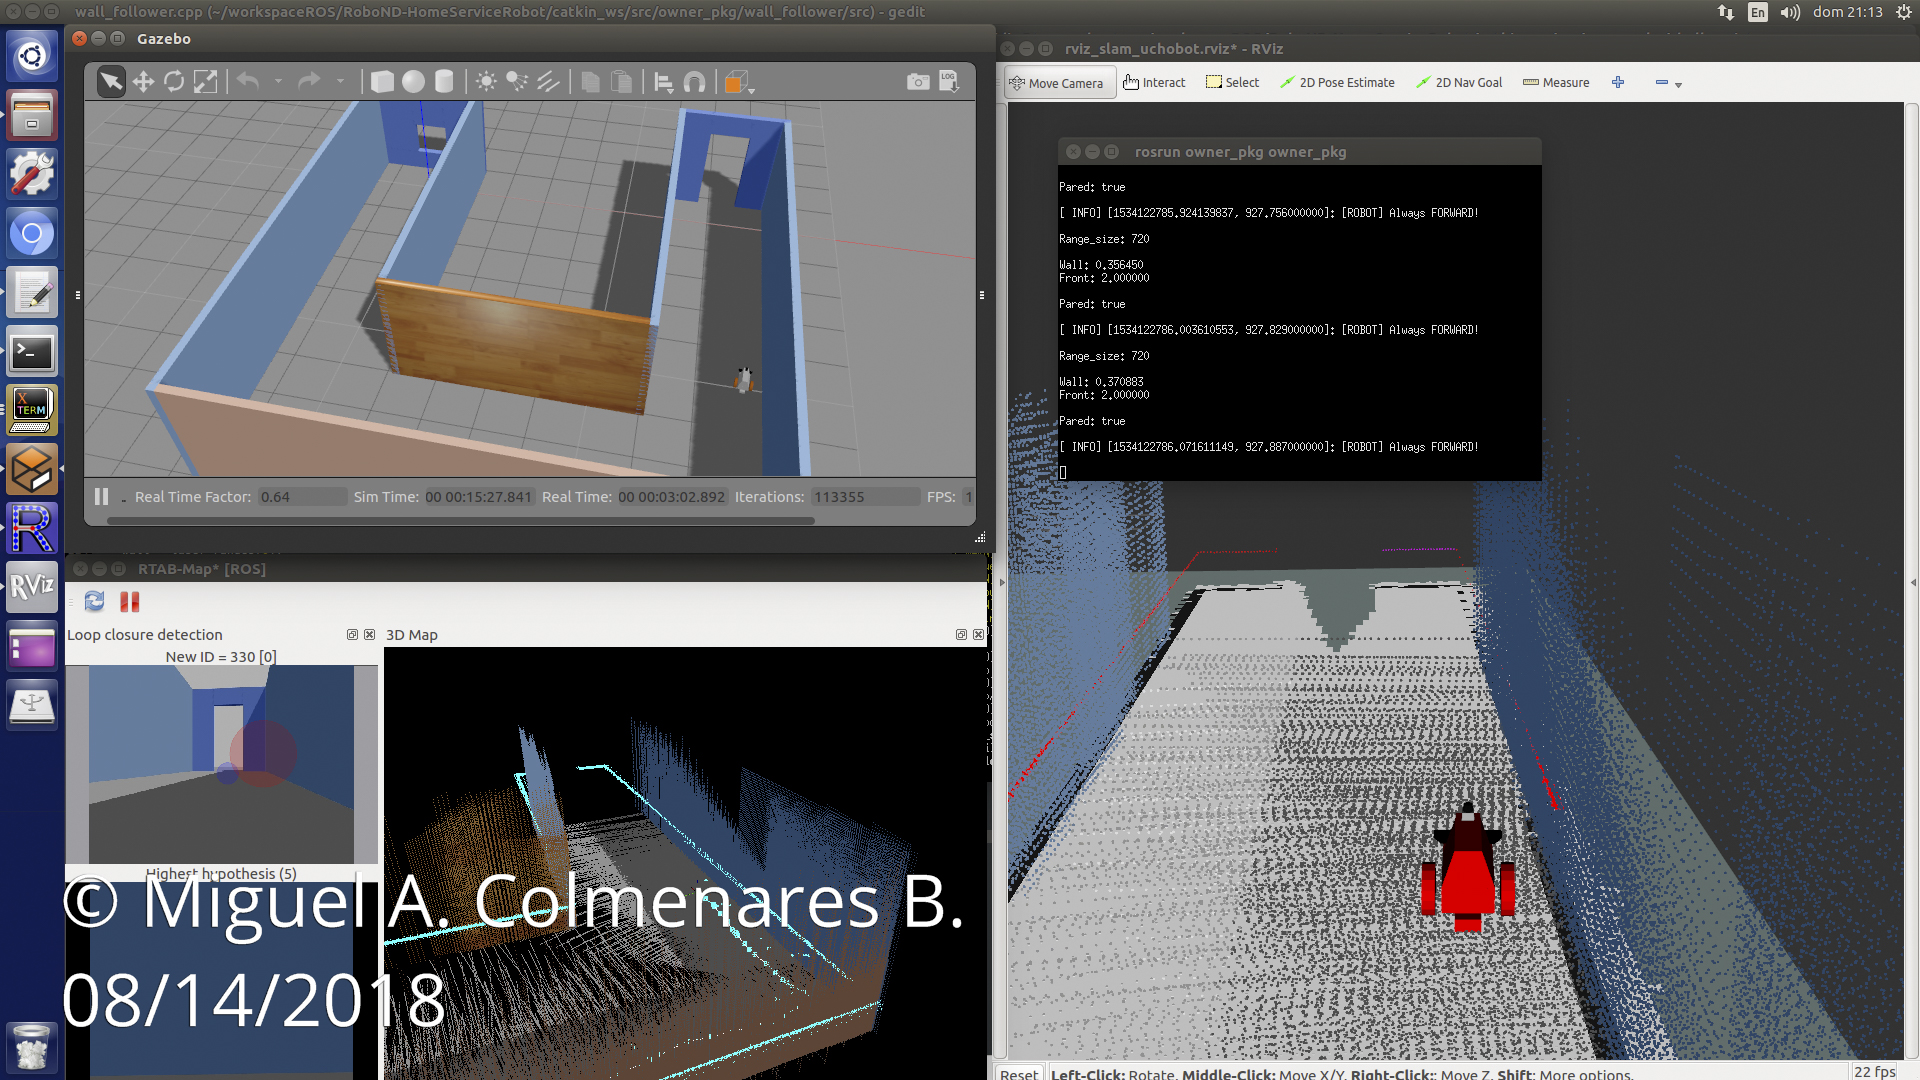 wall_follower.cpp (~/workspaceROS/RoboND-HomeServiceRobot/catkin_ws/src/owner_pkg/wall_follower/src) - gedit
En
dom 21:13
Gazebo
LOG
Real Time Factor: 0.64 Sim Time: 00 00:15:27.841 Real Time: 00 00:03:02.892 Iterations: 113355 FPS: 1
rviz_slam_uchobot.rviz* - RViz
Move Camera Interact Select 2D Pose Estimate 2D Nav Goal Measure
rosrun owner_pkg owner_pkg
Pared: true
[ INFO] [1534122785.924139837, 927.756000000]: [ROBOT] Always FORWARD!
Range_size: 720
Wall: 0.356450
Front: 2.000000
Pared: true
[ INFO] [1534122786.003610553, 927.829000000]: [ROBOT] Always FORWARD!
Range_size: 720
Wall: 0.370883
Front: 2.000000
Pared: true
[ INFO] [1534122786.071611149, 927.887000000]: [ROBOT] Always FORWARD!
X
TERM
R
RViz
RTAB-Map* [ROS]
Loop closure detection
New ID = 330 [0]
Highest hypothesis (5)
3D Map
© Miguel A. Colmenares B.
08/14/2018
Reset
Left-Click: Rotate. Middle-Click: Move X/Y. Right-Click:: Move Z. Shift: More options.
22 fps